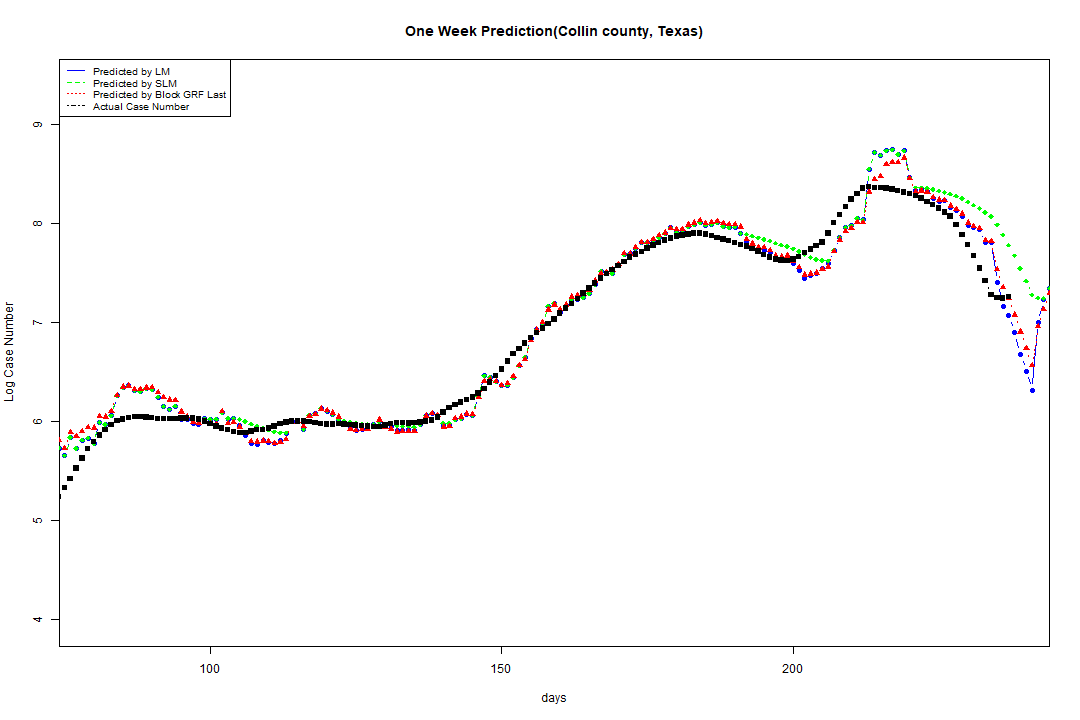 One Week Prediction(Collin county, Texas)
Predicted by LM
Predicted by SLM
Predicted by Block GRF Last
Actual Case Number
9
8
7
6
5
4
Log Case Number
100
150
200
days